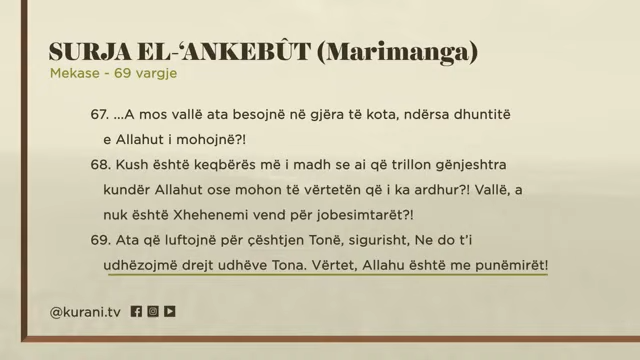 SURJA EL-‘ANKEBÛT (Marimanga)
Mekase - 69 vargje
67. ...A mos vallë ata besojnë në gjëra të kota, ndërsa dhuntitë
e Allahut i mohojnë?!
68. Kush është keqbërës më i madh se ai që trillon gënjeshtra
kundër Allahut ose mohon të vërtetën që i ka ardhur?! Vallë, a
nuk është Xhehenemi vend për jobesimtarët?!
69. Ata që luftojnë për çështjen Tonë, sigurisht, Ne do t’i
udhëzojmë drejt udhëve Tona. Vërtet, Allahu është me punëmirët!
@kurani.tv